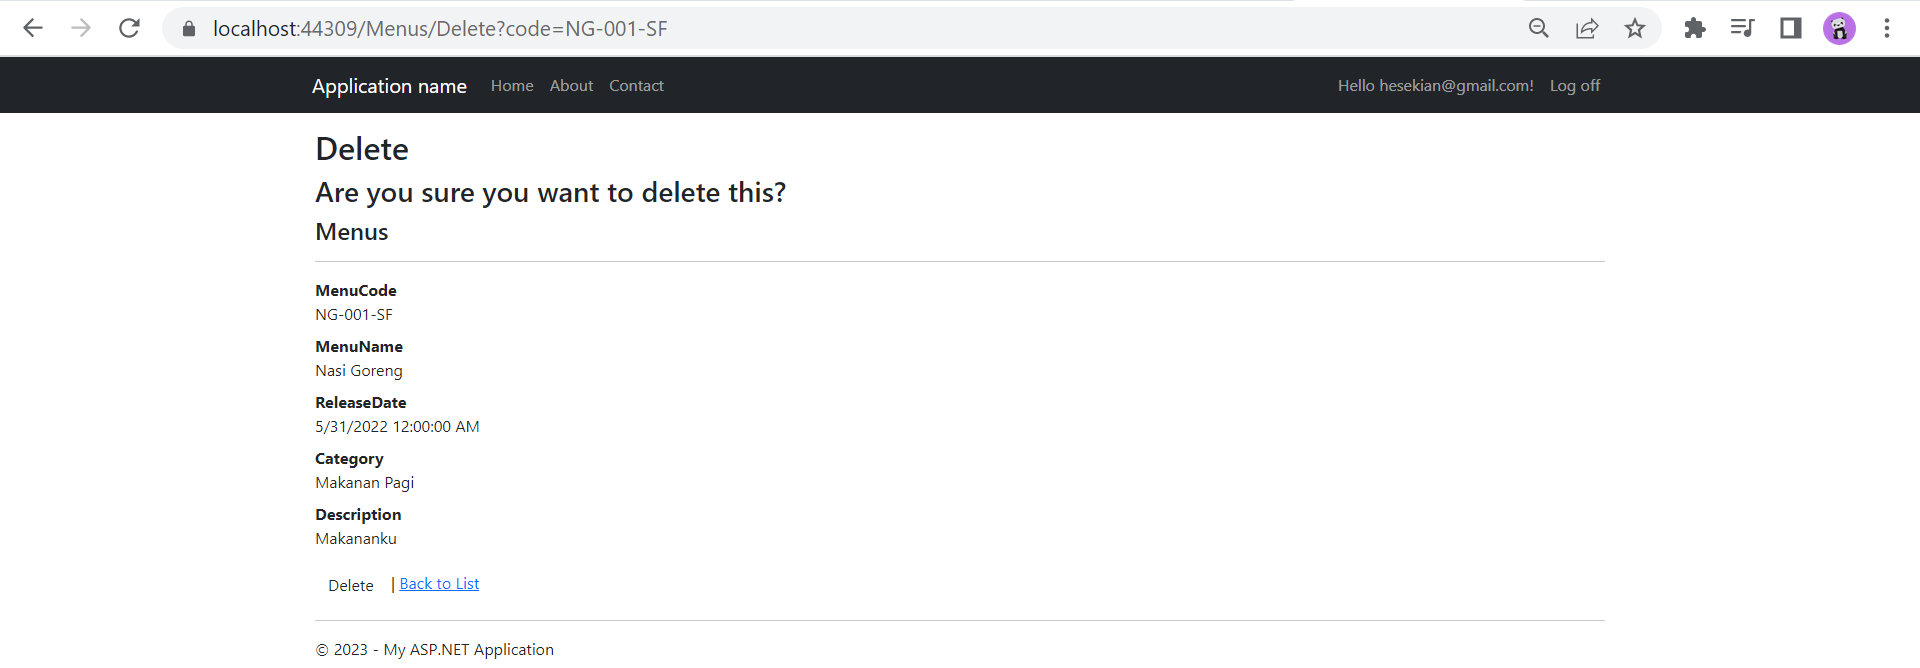 localhost:44309/Menus/Delete?code=NG-001-SF
Application name Home About Contact Hello hesekian@gmail.com! Log off
Delete
Are you sure you want to delete this?
Menus
MenuCode
NG-001-SF
MenuName
Nasi Goreng
ReleaseDate
5/31/2022 12:00:00 AM
Category
Makanan Pagi
Description
Makananku
Delete | Back to List
© 2023 - My ASP.NET Application